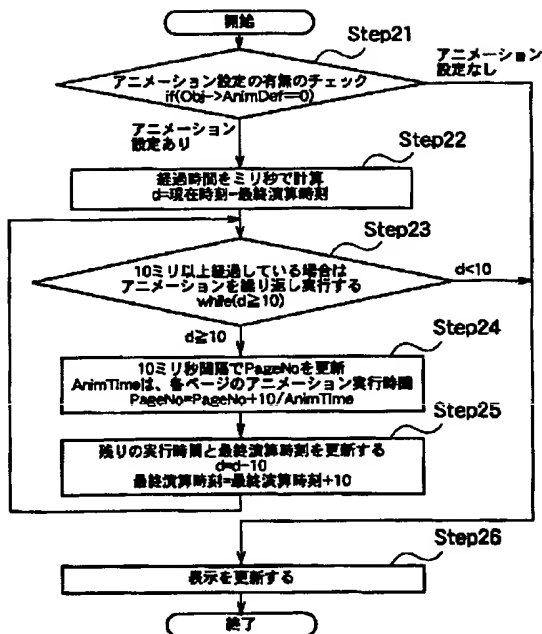 開始
Step21
アニメーション設定の有無のチェック
if(Obj->AnimDef==0)
アニメーション
設定なし
アニメーション
設定あり
Step22
経過時間をミリ秒で計算
d=現在時刻-最終演算時刻
Step23
10ミリ以上経過している場合は
アニメーションを繰り返し実行する
while(d≧10)
d<10
d≧10
Step24
10ミリ秒間隔でPageNoを更新
AnimTimeは、各ページのアニメーション実行時間
PageNo=PageNo+10/AnimTime
Step25
残りの実行時間と最終演算時刻を更新する
d=d-10
最終演算時刻=最終演算時刻+10
Step26
表示を更新する
終了